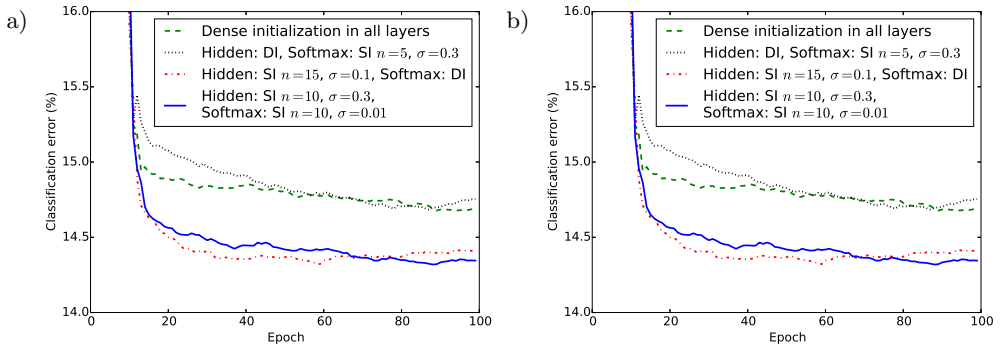 a)
16.0
15.5
15.0
14.5
14.0
Classification error (%)
0
20
40
60
80
100
Epoch
Dense initialization in all layers
Hidden: DI, Softmax: SI n=5, σ=0.3
Hidden: SI n=15, σ=0.1, Softmax: DI
Hidden: SI n=10, σ=0.3,
Softmax: SI n=10, σ=0.01
b)
16.0
15.5
15.0
14.5
14.0
Classification error (%)
0
20
40
60
80
100
Epoch
Dense initialization in all layers
Hidden: DI, Softmax: SI n=5, σ=0.3
Hidden: SI n=15, σ=0.1, Softmax: DI
Hidden: SI n=10, σ=0.3,
Softmax: SI n=10, σ=0.01